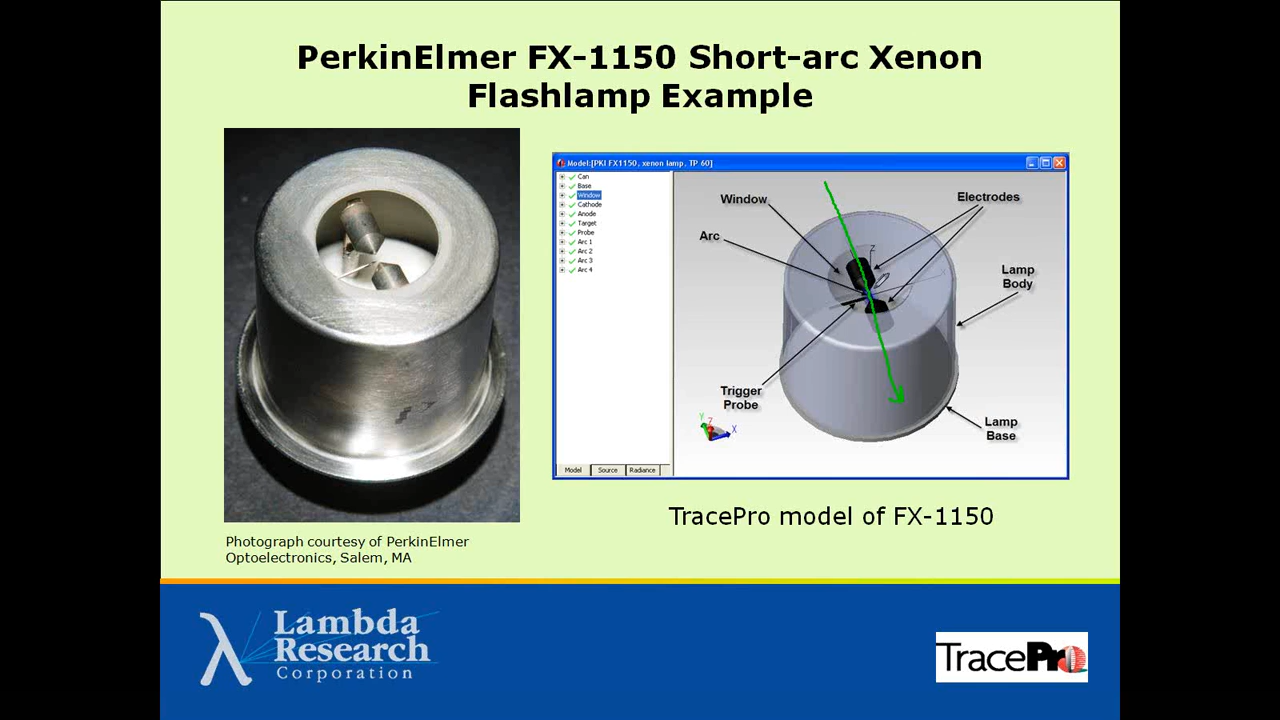 PerkinElmer FX-1150 Short-arc Xenon
Flashlamp Example
Model:[PKI FX1150, xenon lamp, TP 60]
Can
Base
Window
Cathode
Anode
Target
Probe
Arc 1
Arc 2
Arc 3
Arc 4
Model
Source
Radiance
Window
Electrodes
Arc
Z
Lamp
Body
Trigger
Probe
Y
Z
X
Lamp
Base
TracePro model of FX-1150
Photograph courtesy of PerkinElmer
Optoelectronics, Salem, MA
λ
Lambda
Research
Corporation
TracePro